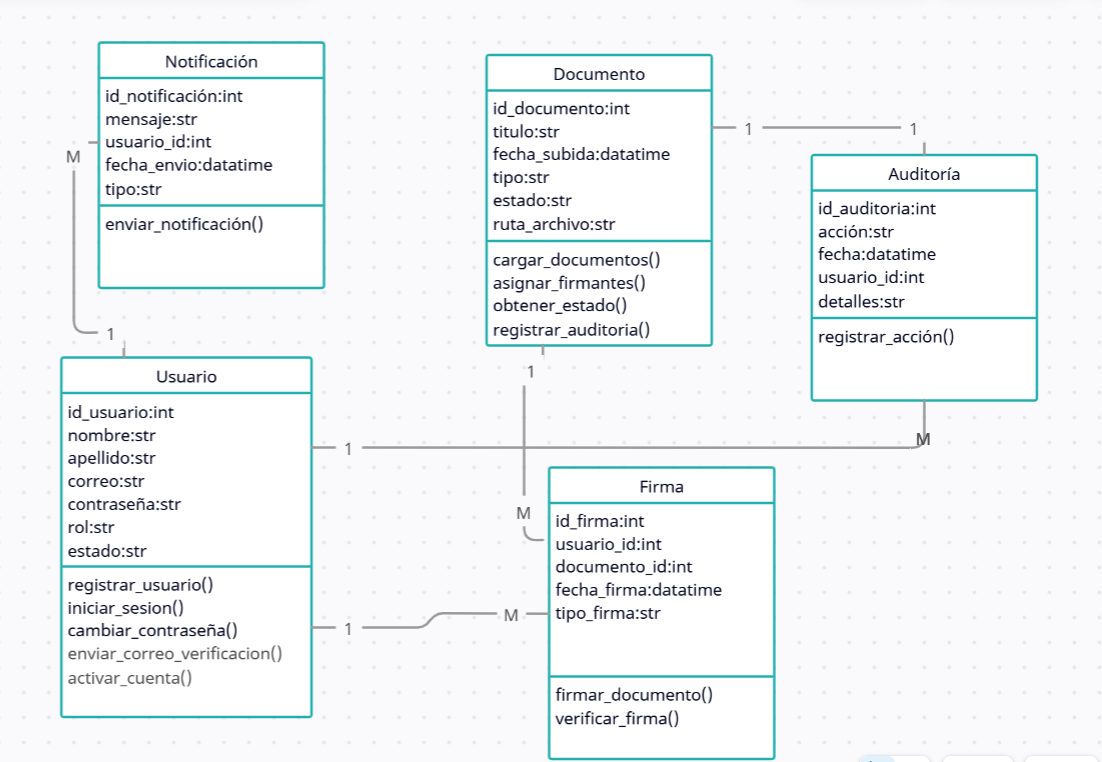 Notificación
id_notificación:int
mensaje:str
usuario_id:int
fecha_envio:datatime
tipo:str
enviar_notificación()
M
1
Documento
id_documento:int
titulo:str
fecha_subida:datatime
tipo:str
estado:str
ruta_archivo:str
cargar_documentos()
asignar_firmantes()
obtener_estado()
registrar_auditoria()
1
1
Auditoría
id_auditoria:int
acción:str
fecha:datatime
usuario_id:int
detalles:str
registrar_acción()
1
M
1
M
Usuario
id_usuario:int
nombre:str
apellido:str
correo:str
contraseña:str
rol:str
estado:str
registrar_usuario()
iniciar_sesion()
cambiar_contraseña()
enviar_correo_verificacion()
activar_cuenta()
1
M
Firma
id_firma:int
usuario_id:int
documento_id:int
fecha_firma:datatime
tipo_firma:str
firmar_documento()
verificar_firma()